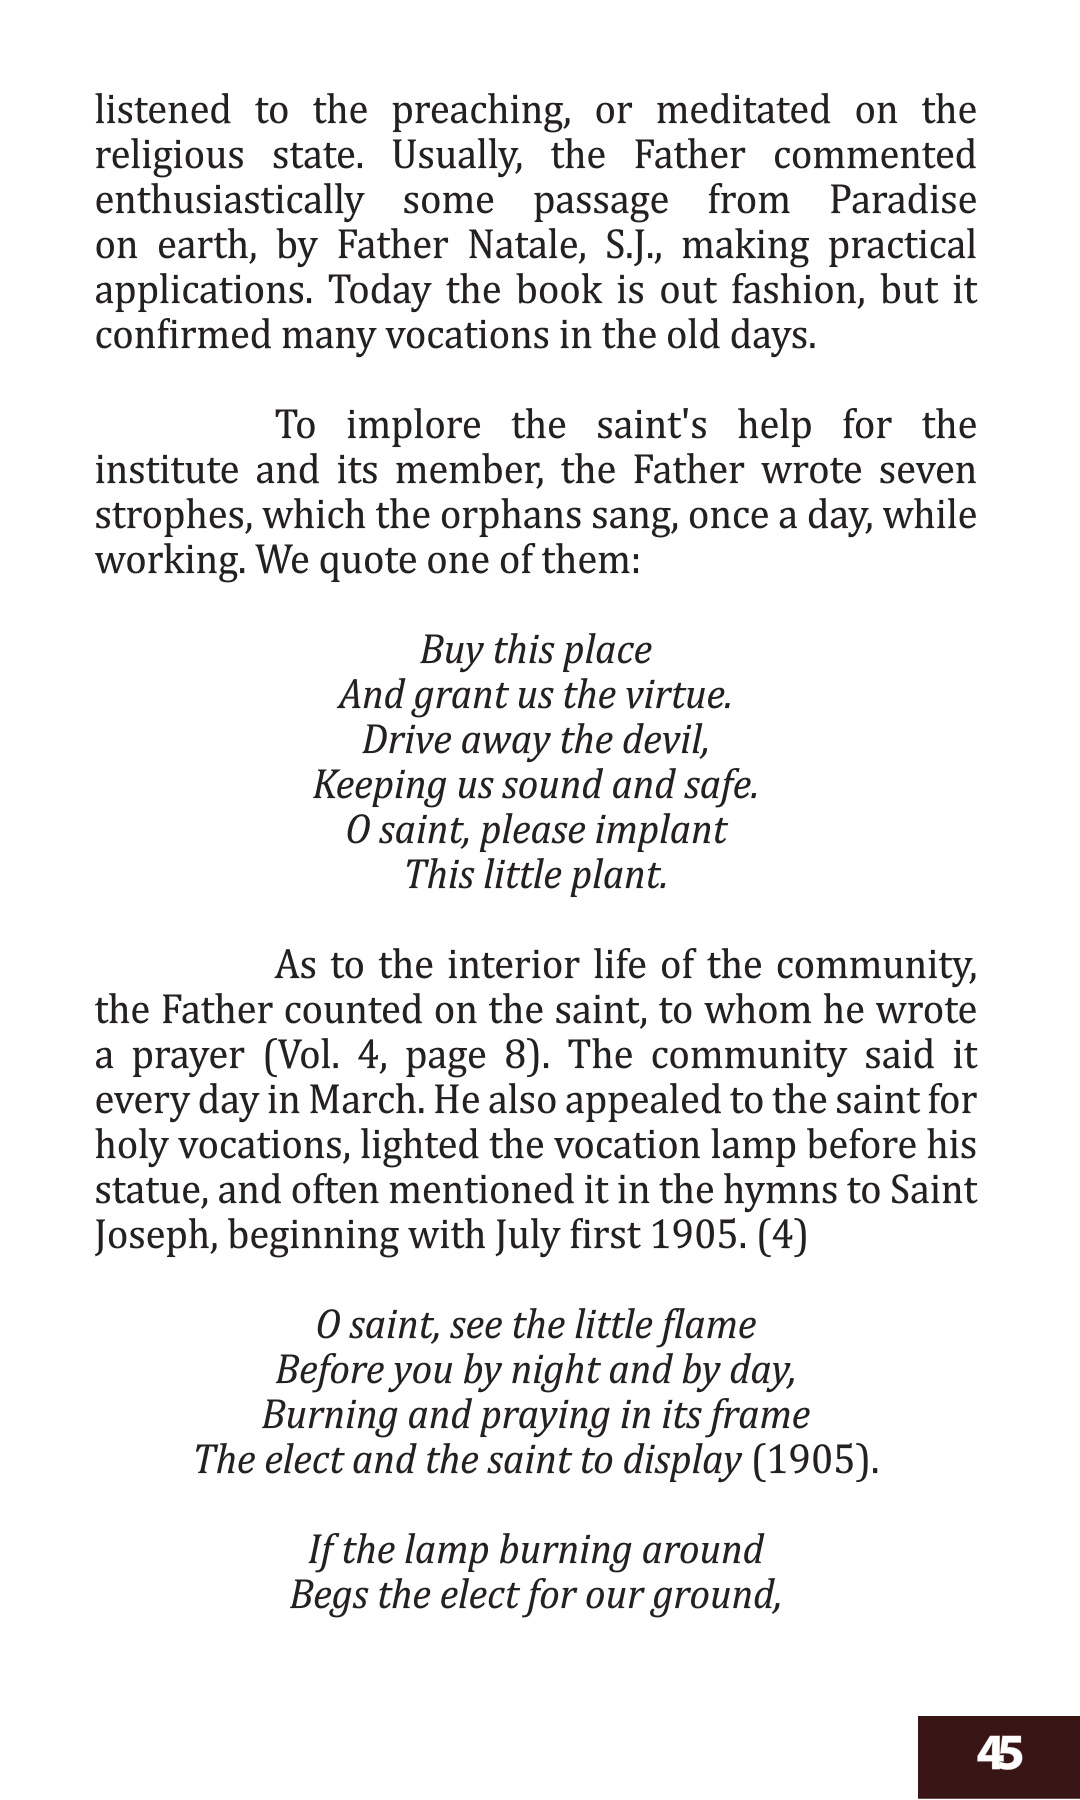 listened to the preaching, or meditated on the
religious state. Usually, the Father commented
enthusiastically some passage from Paradise
on earth, by Father Natale, S.J., making practical
applications. Today the book is out fashion, but it
confirmed many vocations in the old days.
To implore the saint's help for the
institute and its member, the Father wrote seven
strophes, which the orphans sang, once a day, while
working. We quote one of them:
Buy this place
And grant us the virtue.
Drive away the devil,
Keeping us sound and safe.
O saint, please implant
This little plant.
As to the interior life of the community,
the Father counted on the saint, to whom he wrote
a prayer (Vol. 4, page 8). The community said it
every day in March. He also appealed to the saint for
holy vocations, lighted the vocation lamp before his
statue, and often mentioned it in the hymns to Saint
Joseph, beginning with July first 1905. (4)
O saint, see the little flame
Before you by night and by day,
Burning and praying in its frame
The elect and the saint to display (1905).
If the lamp burning around
Begs the elect for our ground,
45